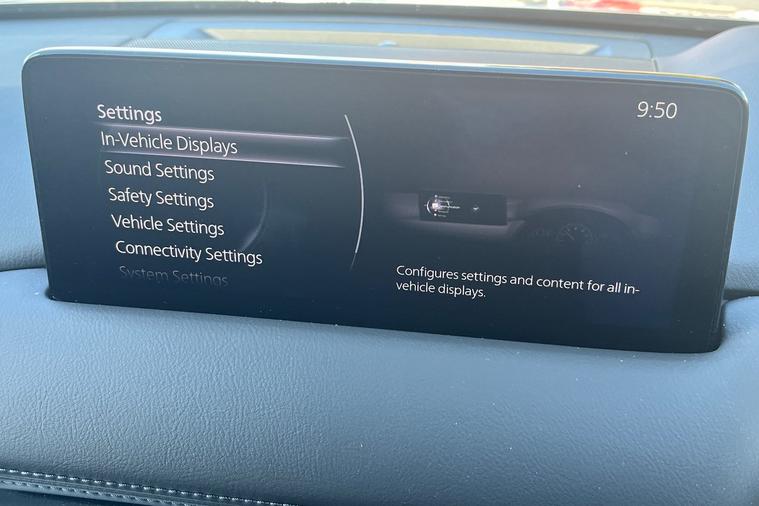 9:50
Settings
In-Vehicle Displays
Sound Settings
Safety Settings
Vehicle Settings
Connectivity Settings
System Settings
Configures settings and content for all in-
vehicle displays.